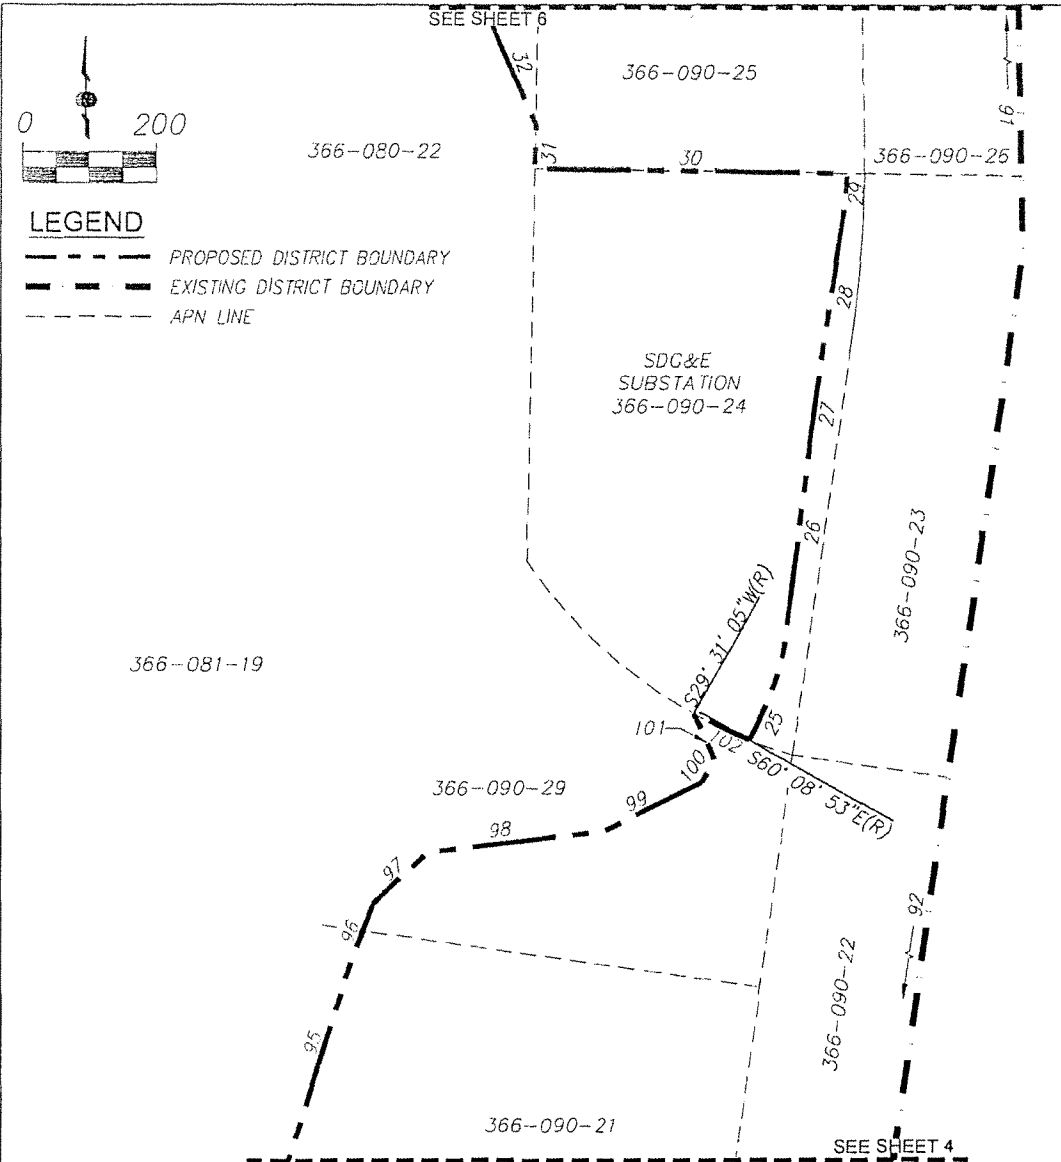 SEE SHEET 6
32
366-090-25
91
0 200
366-080-22
31
30
366-090-25
29
LEGEND
PROPOSED DISTRICT BOUNDARY
EXISTING DISTRICT BOUNDARY
APN LINE
28
SDG&E
SUBSTATION
366-090-24
27
26
366-090-23
S29° 31' 05"W(R)
366-081-19
25
101
102 S60° 08' 53"E(R)
100
366-090-29
99
98
97
96
92
366-090-22
95
366-090-21
SEE SHEET 4